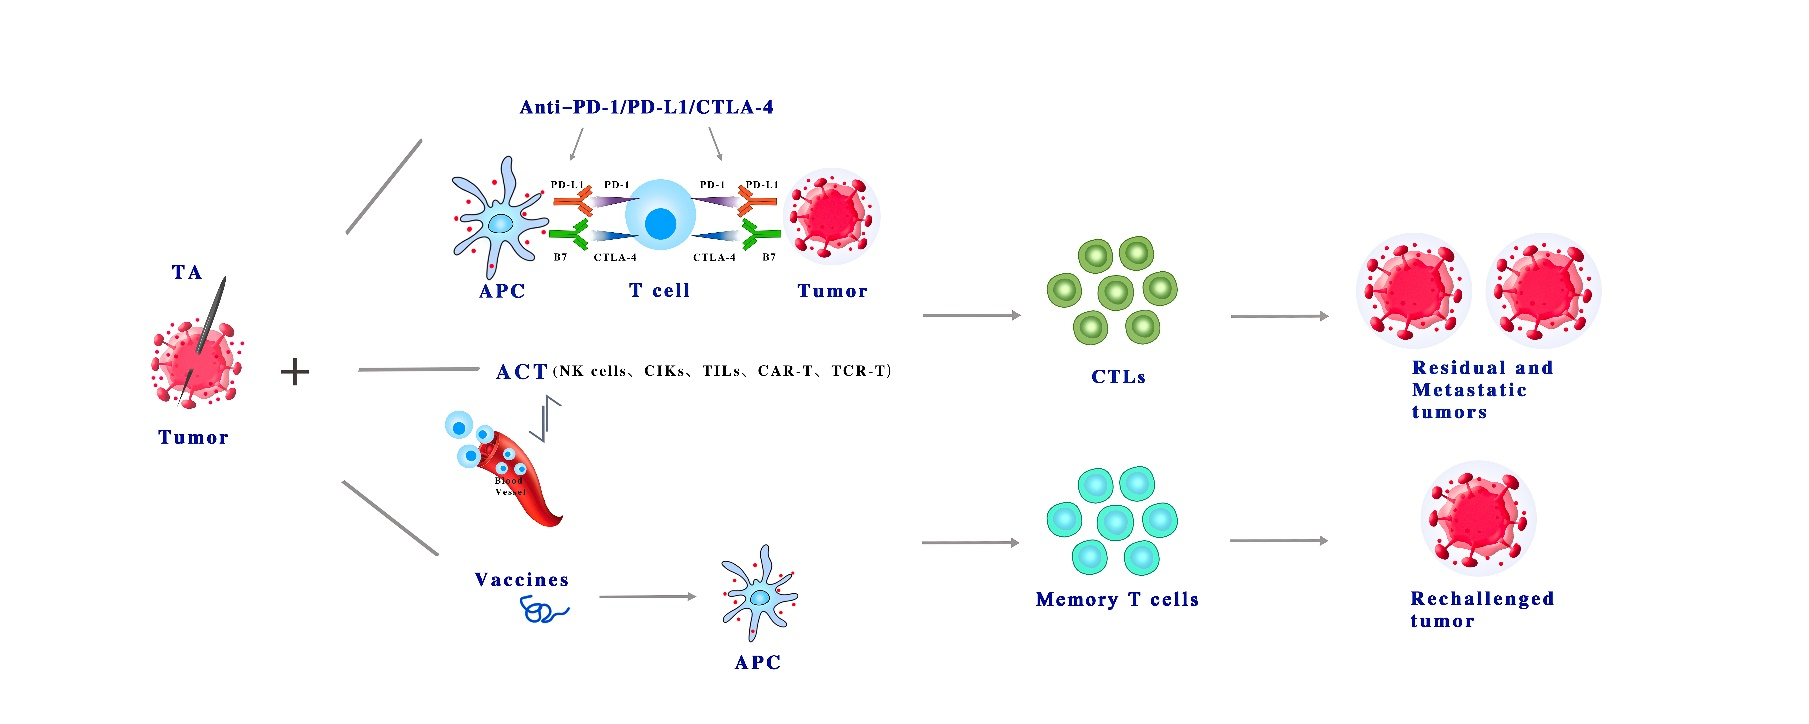 Anti-PD-1/PD-L1/CTLA-4
PD-L1 PD-1 PD-1 PD-L1
B7 CTLA-4 CTLA-4 B7
APC T cell Tumor
TA
Tumor
+
ACT(NK cells、CIKs、TILs、CAR-T、TCR-T)
Blood
Vessel
Vaccines
APC
CTLs
Residual and
Metastatic
tumors
Memory T cells
Rechallenged
tumor